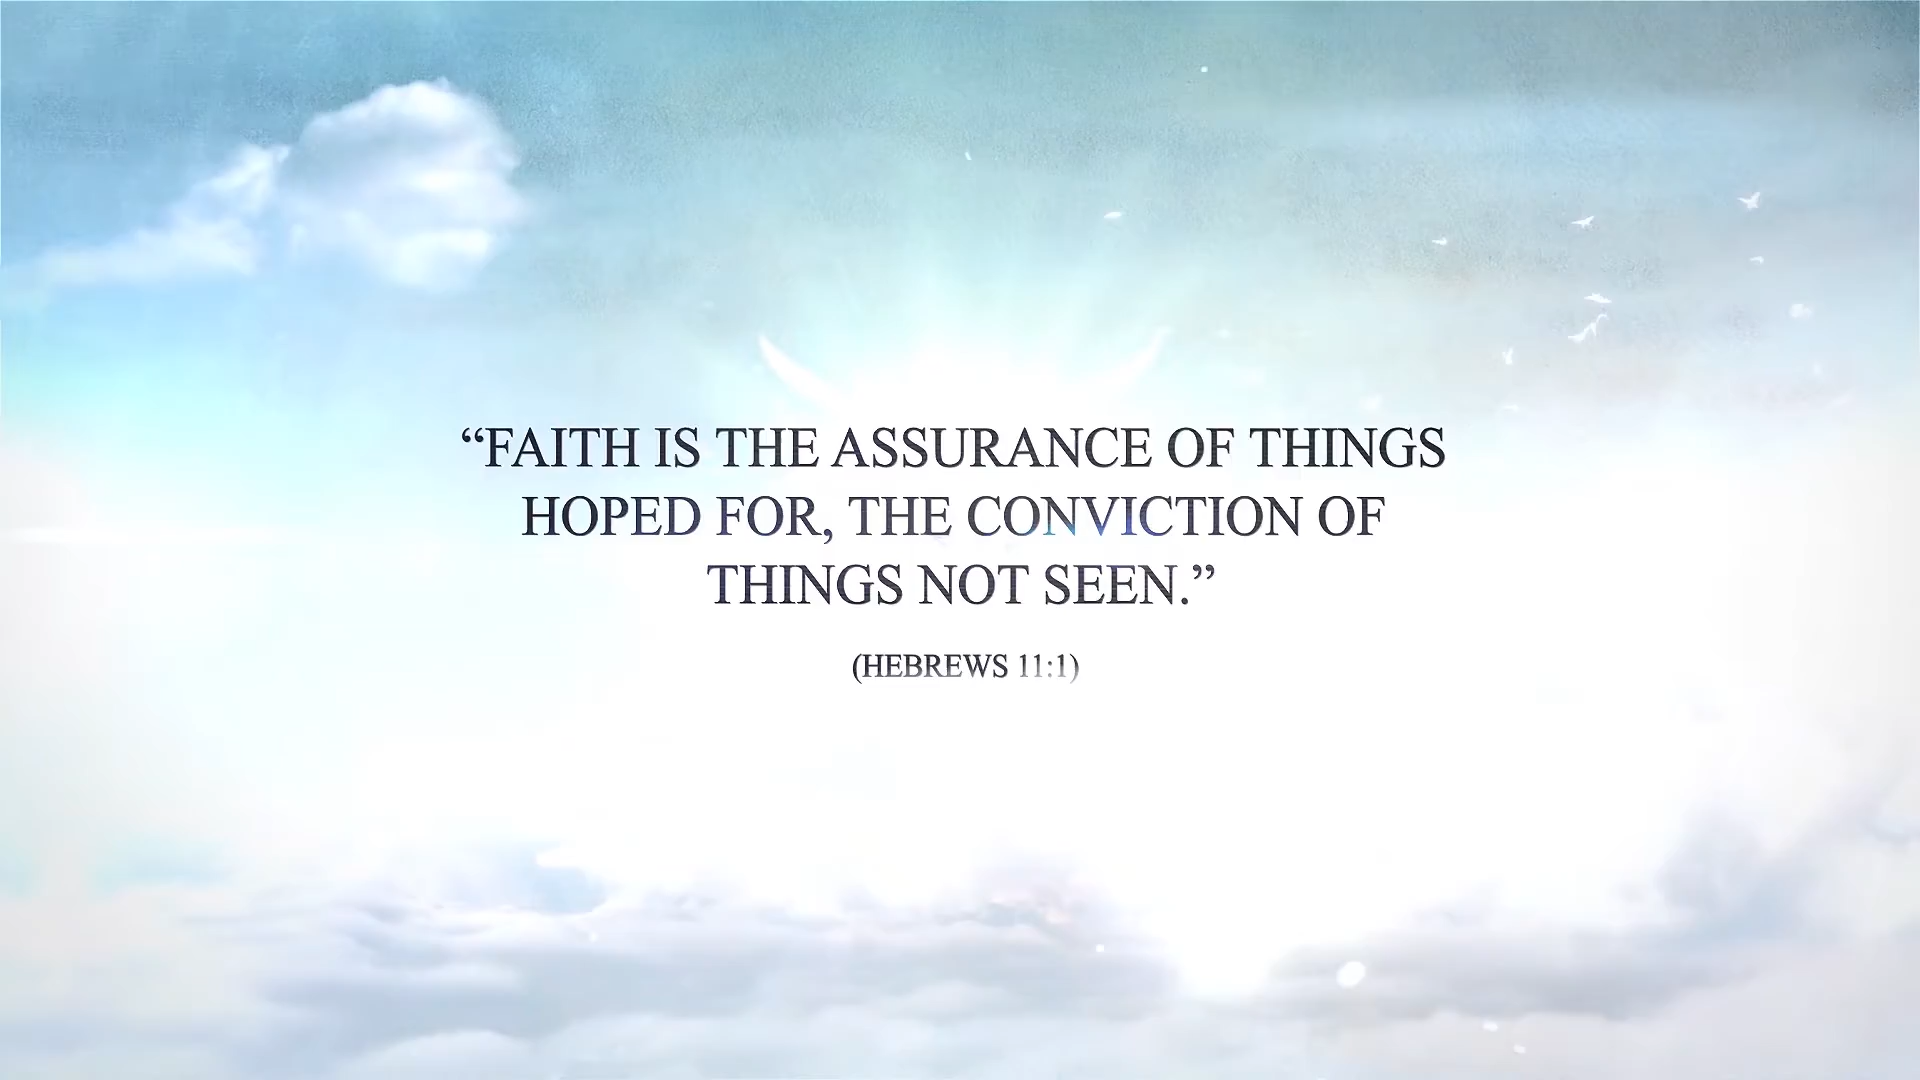 “FAITH IS THE ASSURANCE OF THINGS
HOPED FOR, THE CONVICTION OF
THINGS NOT SEEN.”
(HEBREWS 11:1)